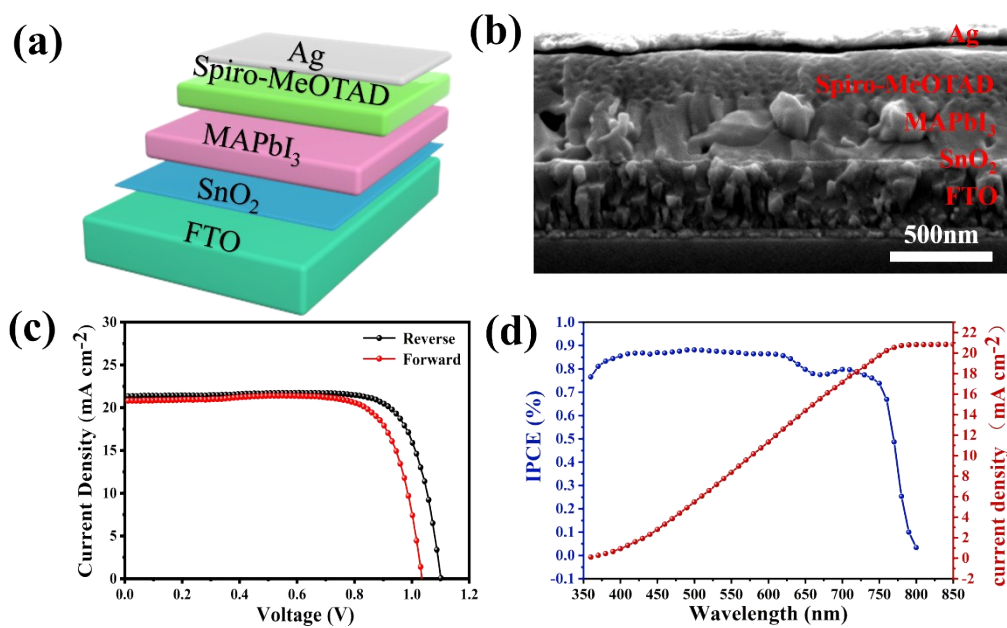 (a)
Ag
Spiro-MeOTAD
MAPbI₃
SnO₂
FTO
(b)
Ag
Spiro-MeOTAD
MAPbI₃
SnO₂
FTO
500nm
(c)
30
25
20
15
10
5
0
Current Density (mA cm⁻²)
Reverse
Forward
0.0 0.2 0.4 0.6 0.8 1.0 1.2
Voltage (V)
(d)
1.0
0.9
0.8
0.7
0.6
0.5
0.4
0.3
0.2
0.1
0.0
-0.1
IPCE (%)
350 400 450 500 550 600 650 700 750 800 850
Wavelength (nm)
22
20
18
16
14
12
10
8
6
4
2
0
-2
current density （mA cm⁻²)